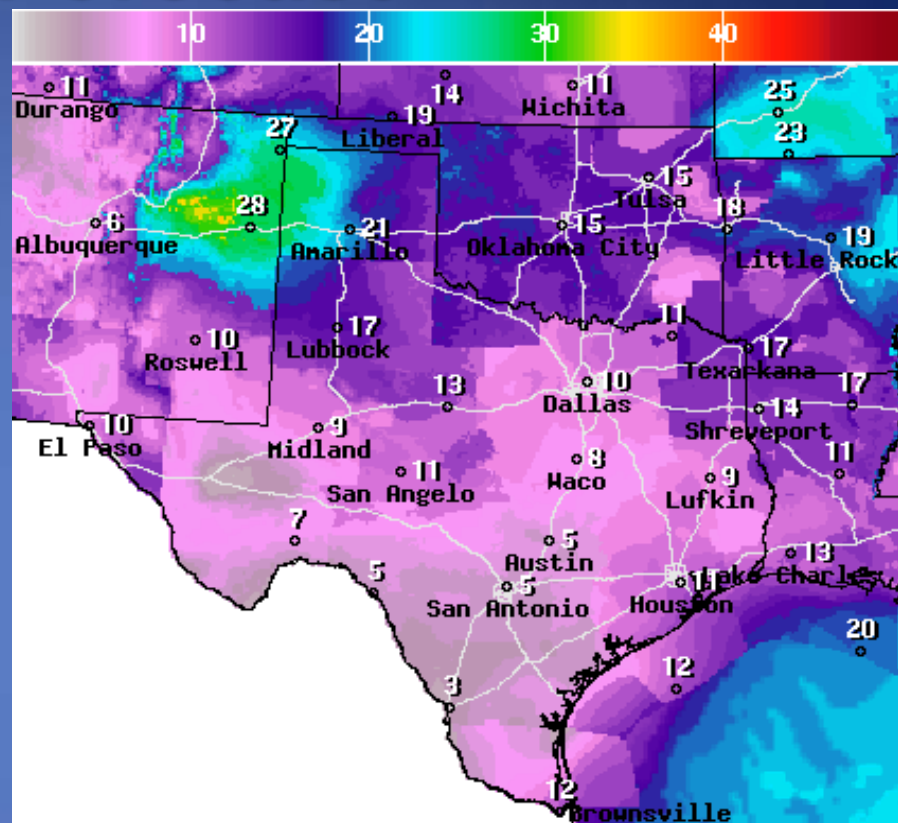 10 20 30 40
11
Durango
14
11
Wichita
19
Liberal
25
23
27
28
6
Albuquerque
21
Amarillo
15
Tulsa
15
Oklahoma City
18
19
Little Rock
10
Roswell
17
Lubbock
11
17
Texarkana
13
10
Dallas
14
Shreveport
17
10
El Paso
9
Midland
11
San Angelo
8
Waco
9
Lufkin
11
7
5
5
Austin
5
San Antonio
11
Houston
13
Lake Charles
20
12
3
12
Brownsville